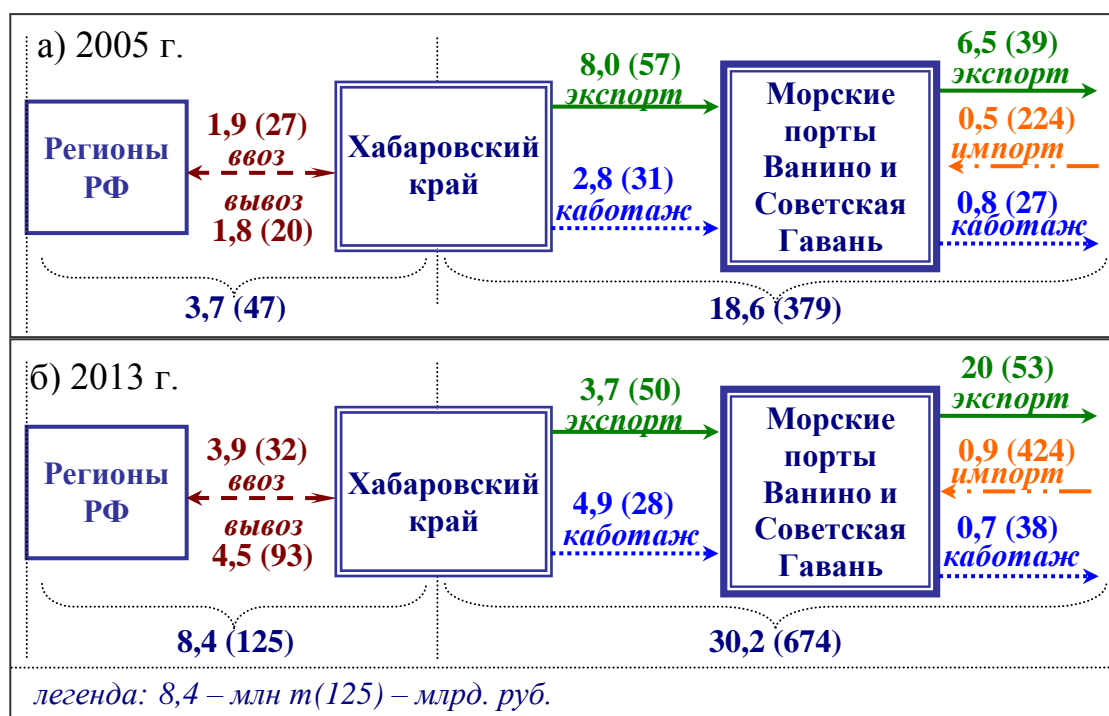 а) 2005 г.
Регионы
РФ
1,9 (27)
ввоз
вывоз
1,8 (20)
Хабаровский
край
8,0 (57)
экспорт
2,8 (31)
каботаж
Морские
порты
Ванино и
Советская
Гавань
6,5 (39)
экспорт
0,5 (224)
импорт
0,8 (27)
каботаж
3,7 (47)
18,6 (379)
б) 2013 г.
Регионы
РФ
3,9 (32)
ввоз
вывоз
4,5 (93)
Хабаровский
край
3,7 (50)
экспорт
4,9 (28)
каботаж
Морские
порты
Ванино и
Советская
Гавань
20 (53)
экспорт
0,9 (424)
импорт
0,7 (38)
каботаж
8,4 (125)
30,2 (674)
легенда: 8,4 – млн т(125) – млрд. руб.